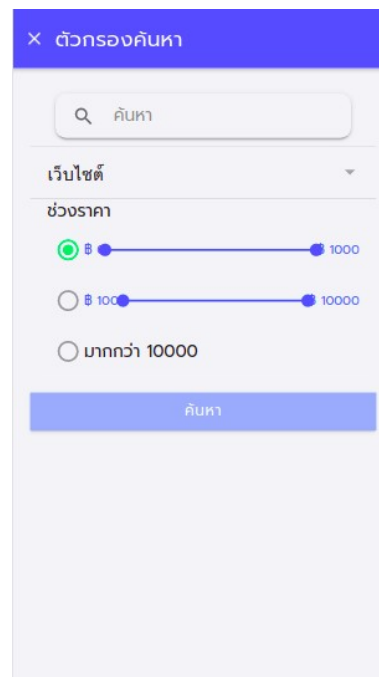 × ตัวกรองค้นหา
ค้นหา
เว็บไซต์
ช่วงราคา
฿ 1000
฿ 100 10000
มากกว่า 10000
ค้นหา